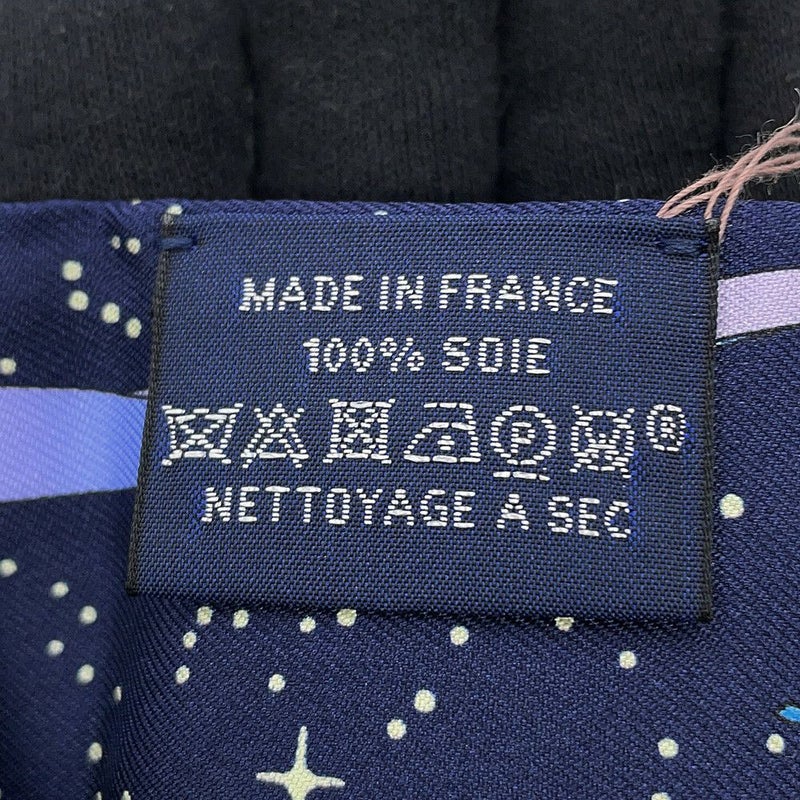 MADE IN FRANCE
100% SOIE
P ®
NETTOYAGE A SEC